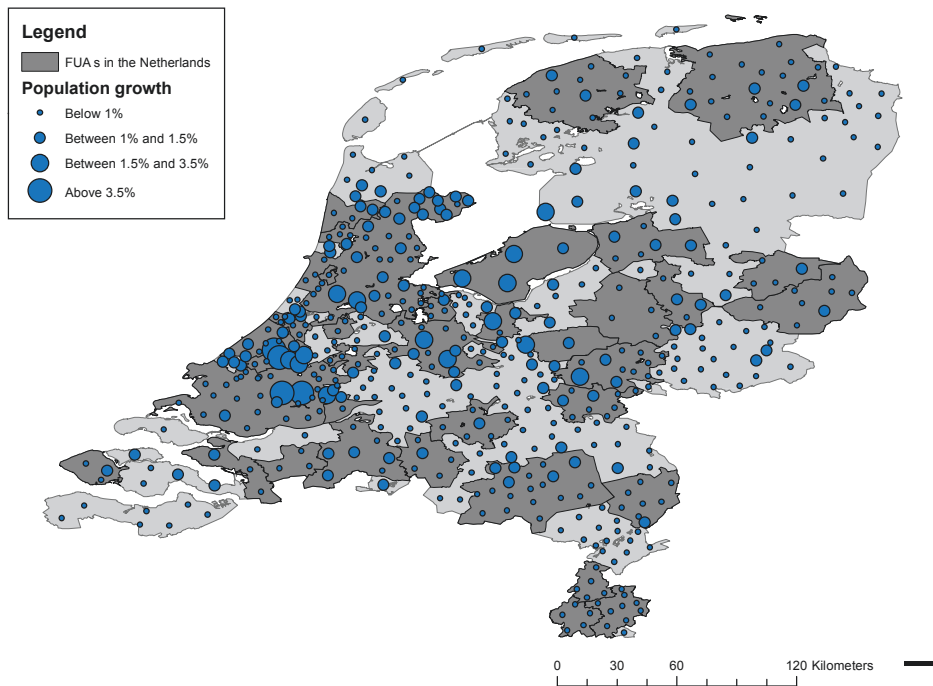 Legend
FUA s in the Netherlands
Population growth
Below 1%
Between 1% and 1.5%
Between 1.5% and 3.5%
Above 3.5%
0 30 60 120 Kilometers